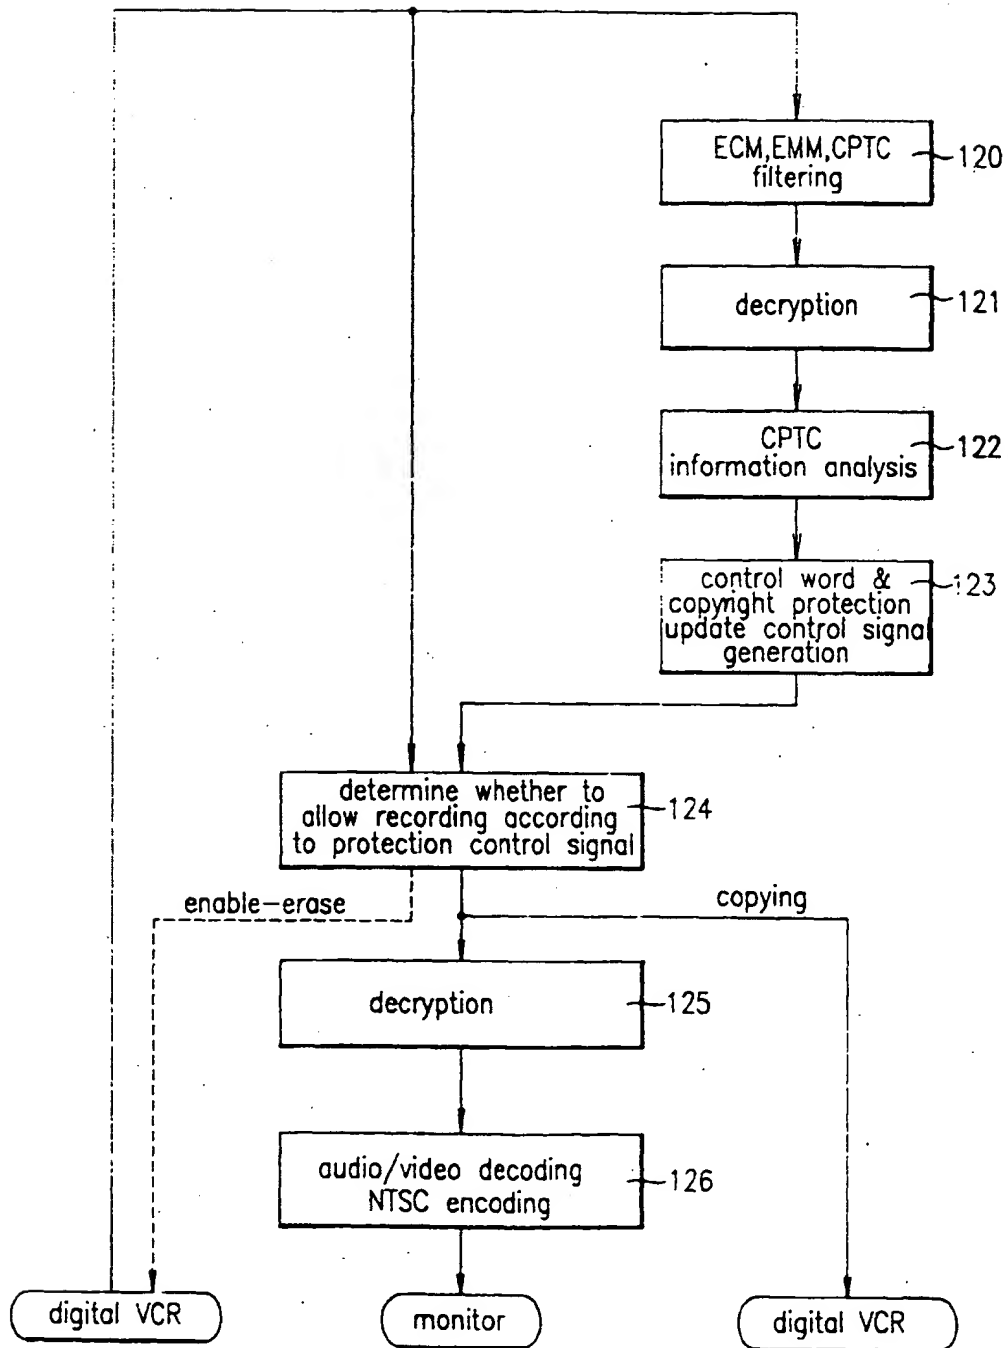 ECM,EMM,CPTC
filtering
120
decryption
121
CPTC
information analysis
122
control word &
copyright protection
update control signal
generation
123
determine whether to
allow recording according
to protection control signal
124
enable-erase
copying
decryption
125
audio/video decoding
NTSC encoding
126
digital VCR
monitor
digital VCR